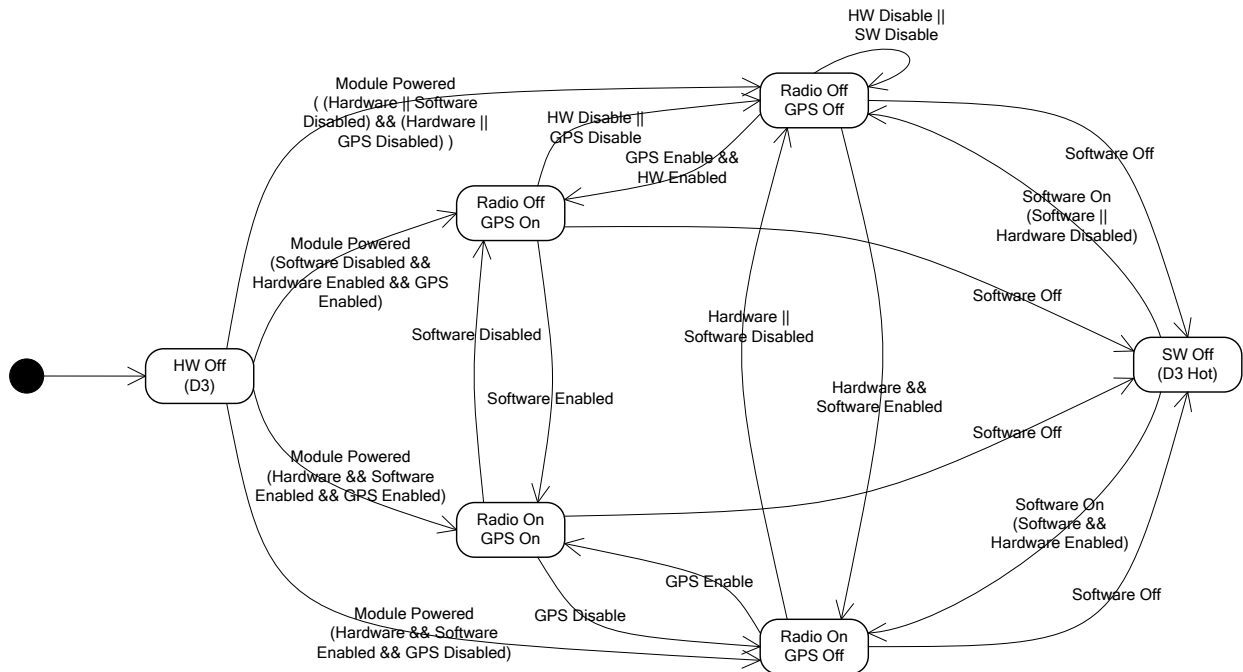 HW Disable ||
SW Disable
Module Powered
( (Hardware || Software
Disabled) && (Hardware ||
GPS Disabled) )
Radio Off
GPS Off
HW Disable ||
GPS Disable
GPS Enable &&
HW Enabled
Software Off
Radio Off
GPS On
Software On
(Software ||
Hardware Disabled)
Module Powered
(Software Disabled &&
Hardware Enabled && GPS
Enabled)
Software Off
Software Disabled
Hardware ||
Software Disabled
HW Off
(D3)
SW Off
(D3 Hot)
Software Enabled
Hardware &&
Software Enabled
Software Off
Module Powered
(Hardware && Software
Enabled && GPS Enabled)
Radio On
GPS On
Software On
(Software &&
Hardware Enabled)
GPS Enable
GPS Disable
Software Off
Module Powered
(Hardware && Software
Enabled && GPS Disabled)
Radio On
GPS Off